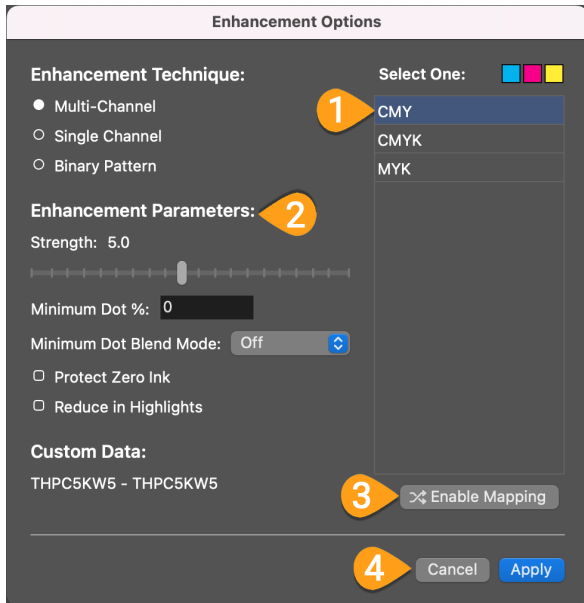 Enhancement Options
Enhancement Technique:
Multi-Channel
Single Channel
Binary Pattern
Select One:
1
CMY
CMYK
MYK
Enhancement Parameters:
2
Strength: 5.0
Minimum Dot %: 0
Minimum Dot Blend Mode: Off
Protect Zero Ink
Reduce in Highlights
Custom Data:
THPC5KW5 - THPC5KW5
3
Enable Mapping
4
Cancel
Apply